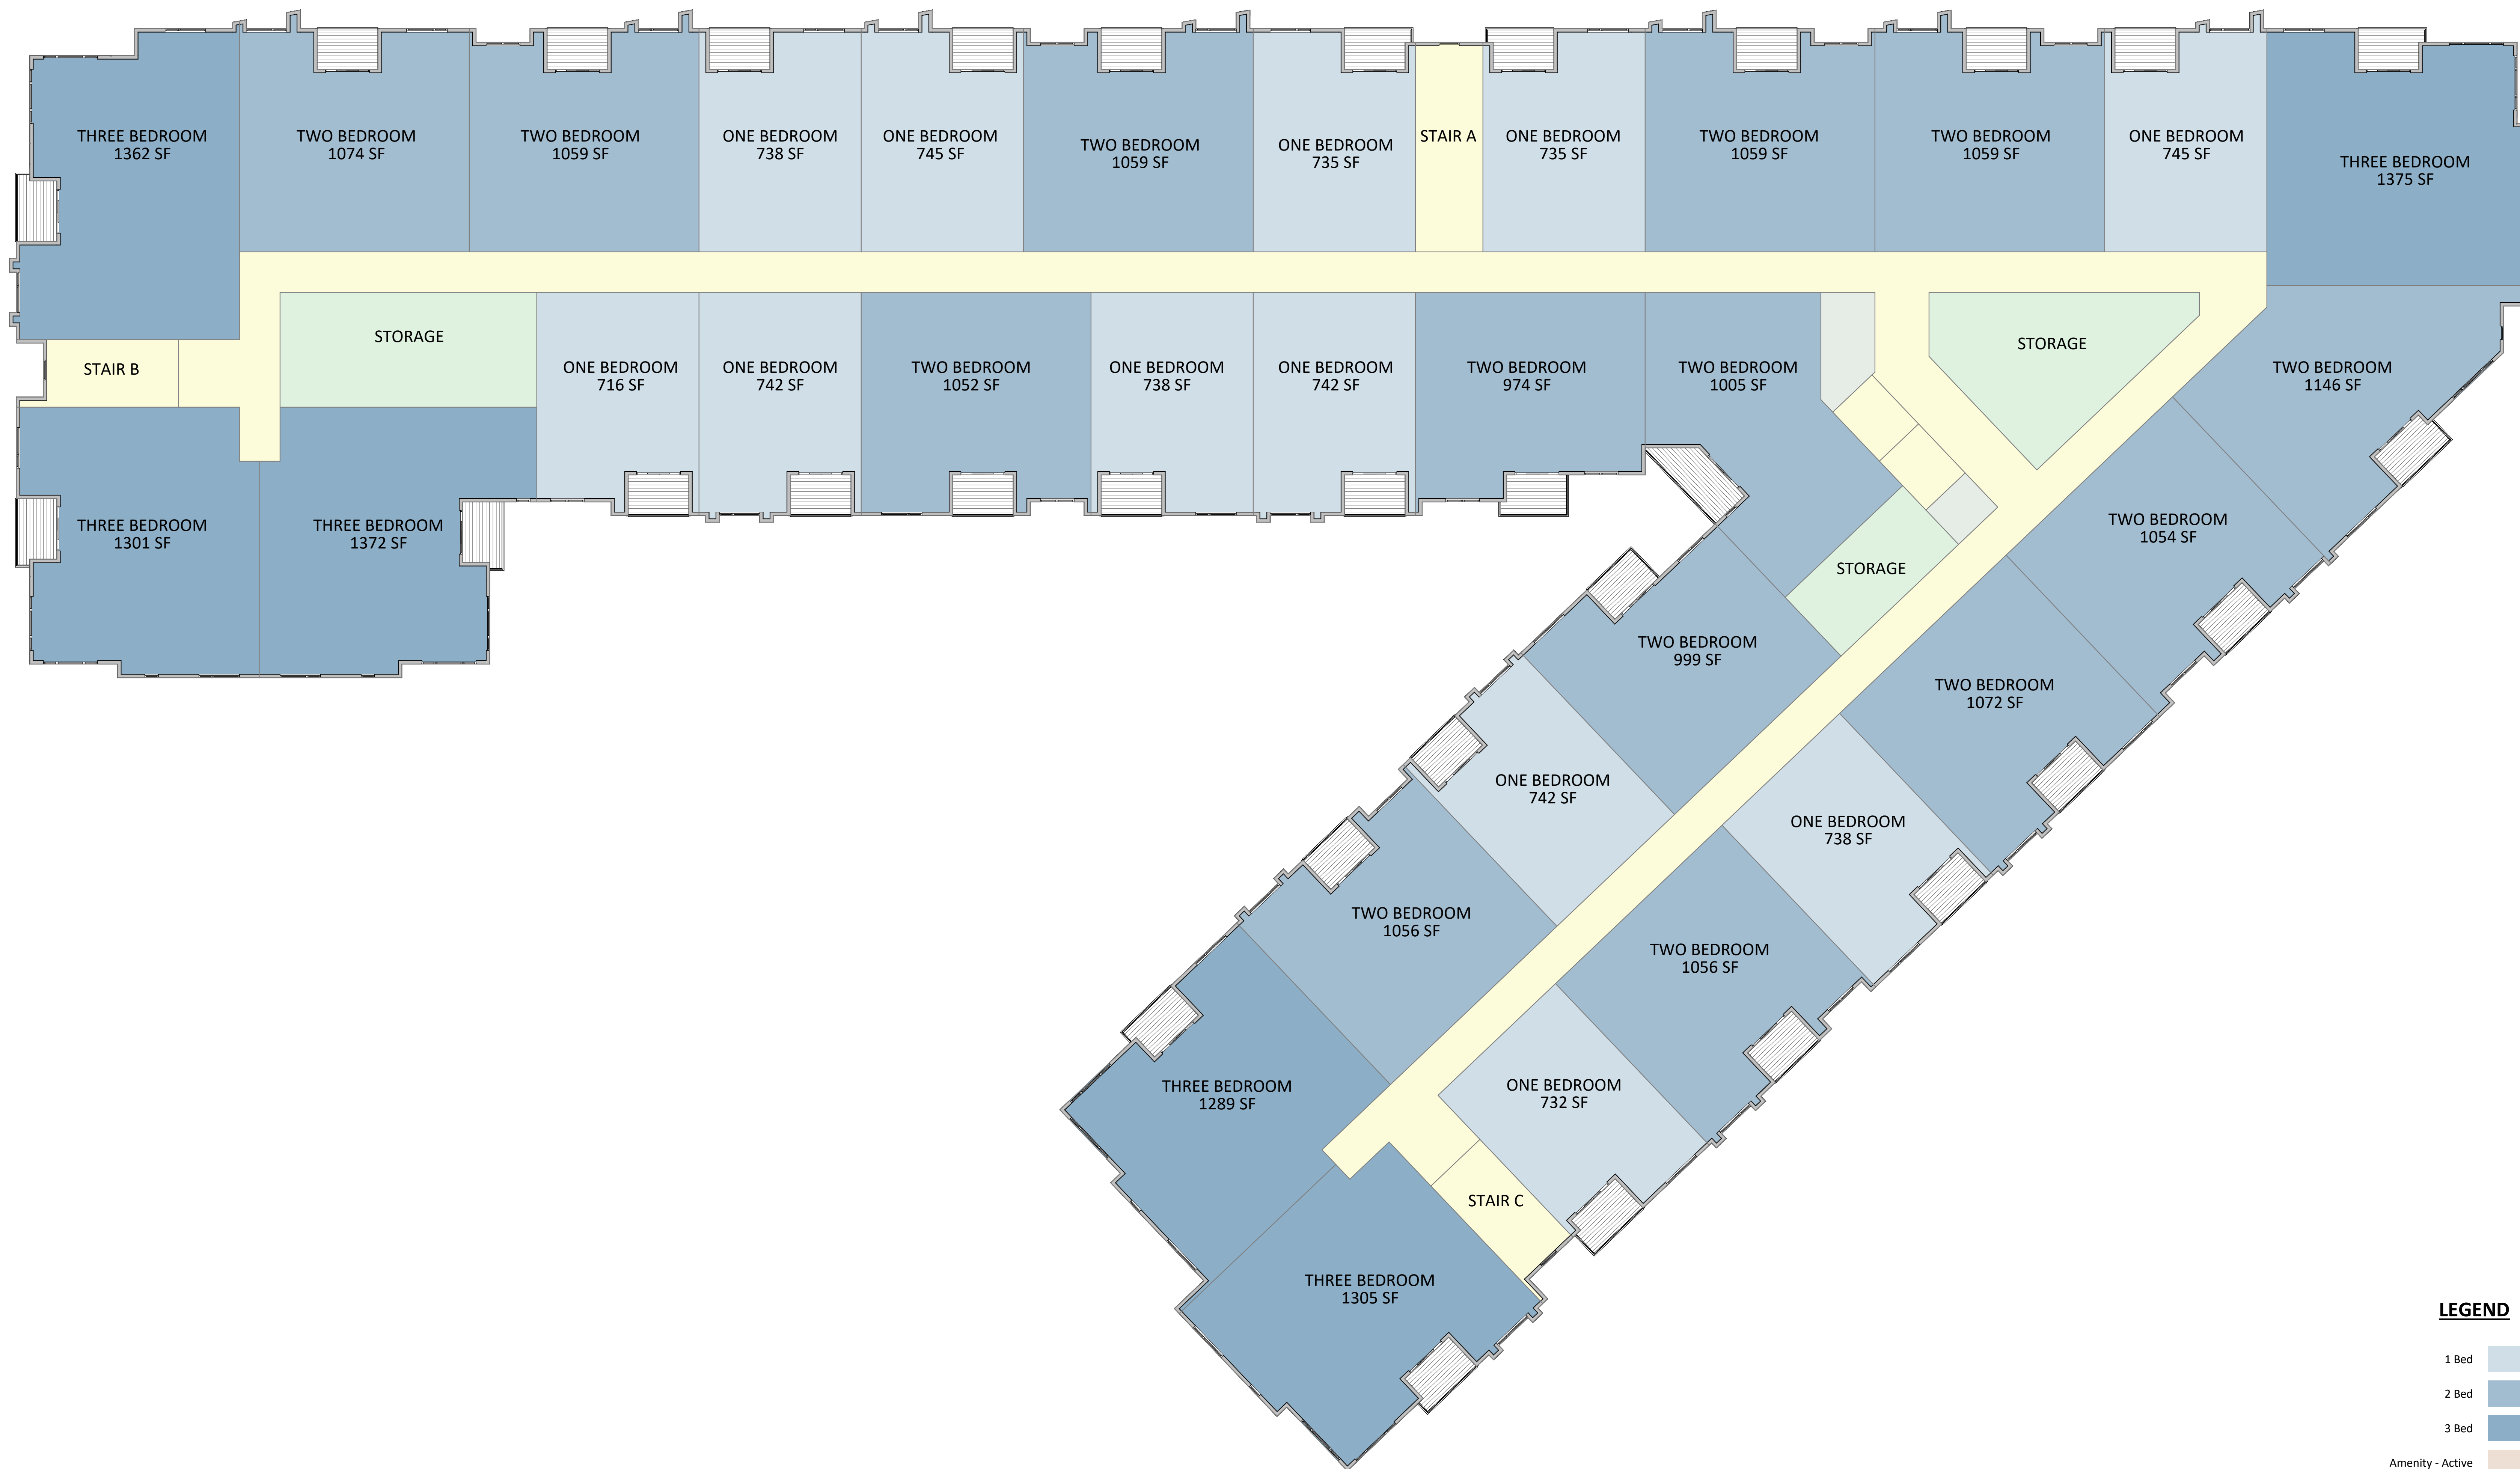 THREE BEDROOM
1362 SF
TWO BEDROOM
1074 SF
TWO BEDROOM
1059 SF
ONE BEDROOM
738 SF
ONE BEDROOM
745 SF
TWO BEDROOM
1059 SF
ONE BEDROOM
735 SF
STAIR A
ONE BEDROOM
735 SF
TWO BEDROOM
1059 SF
TWO BEDROOM
1059 SF
ONE BEDROOM
745 SF
THREE BEDROOM
1375 SF
STAIR B
STORAGE
ONE BEDROOM
716 SF
ONE BEDROOM
742 SF
TWO BEDROOM
1052 SF
ONE BEDROOM
738 SF
ONE BEDROOM
742 SF
TWO BEDROOM
974 SF
TWO BEDROOM
1005 SF
STORAGE
TWO BEDROOM
1146 SF
THREE BEDROOM
1301 SF
THREE BEDROOM
1372 SF
TWO BEDROOM
1054 SF
STORAGE
TWO BEDROOM
999 SF
TWO BEDROOM
1072 SF
ONE BEDROOM
742 SF
ONE BEDROOM
738 SF
TWO BEDROOM
1056 SF
TWO BEDROOM
1056 SF
THREE BEDROOM
1289 SF
ONE BEDROOM
732 SF
STAIR C
THREE BEDROOM
1305 SF
LEGEND
1 Bed
2 Bed
3 Bed
Amenity - Active